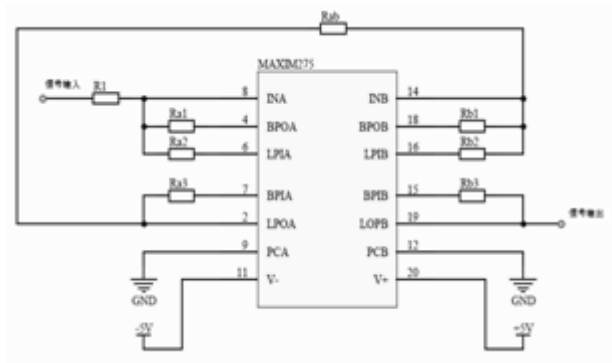 Rab
MAXIM275
信号输入
R1
8 INA INB 14
Ra1 4 BPOA BPOB 18 Rb1
Ra2 6 LPIA LPIB 16 Rb2
Ra3 7 BPIA BPIB 15 Rb3
2 LPOA LOPB 19 信号输出
9 PCA PCB 12
11 V- V+ 20
GND GND
-5V +5V